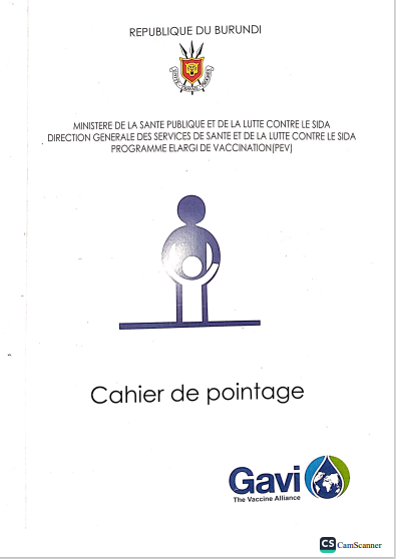 REPUBLIQUE DU BURUNDI
MINISTERE DE LA SANTE PUBLIQUE ET DE LA LUTTE CONTRE LE SIDA
DIRECTION GENERALE DES SERVICES DE SANTE ET DE LA LUTTE CONTRE LE SIDA
PROGRAMME ELARGI DE VACCINATION(PEV)
Cahier de pointage
Gavi
The Vaccine Alliance
CS CamScanner